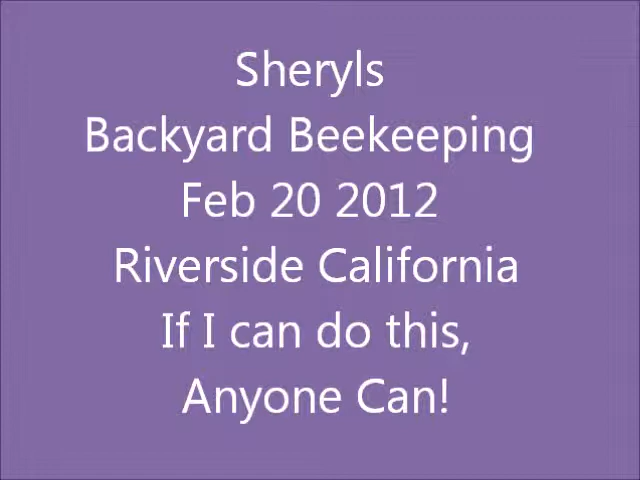 Sheryls
Backyard Beekeeping
Feb 20 2012
Riverside California
If I can do this,
Anyone Can!